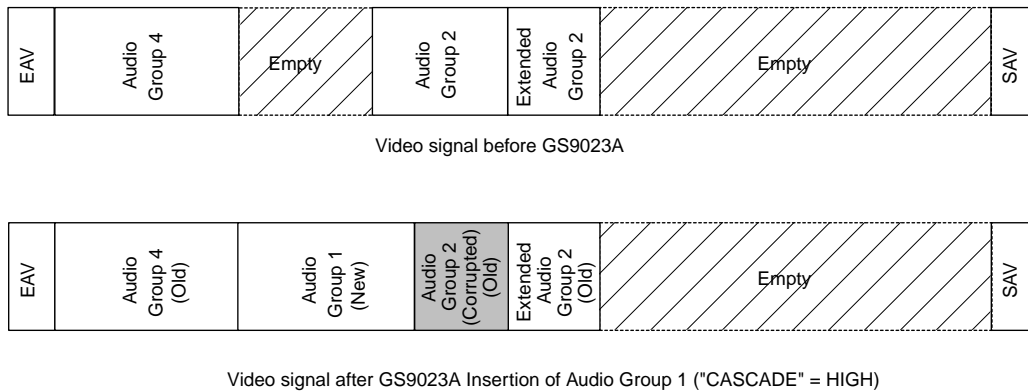 EAV
Audio
Group 4
Empty
Audio
Group 2
Extended
Audio
Group 2
Empty
SAV
Video signal before GS9023A
EAV
Audio
Group 4
(Old)
Audio
Group 1
(New)
Audio
Group 2
(Corrupted)
(Old)
Extended
Audio
Group 2
(Old)
Empty
SAV
Video signal after GS9023A Insertion of Audio Group 1 ("CASCADE" = HIGH)